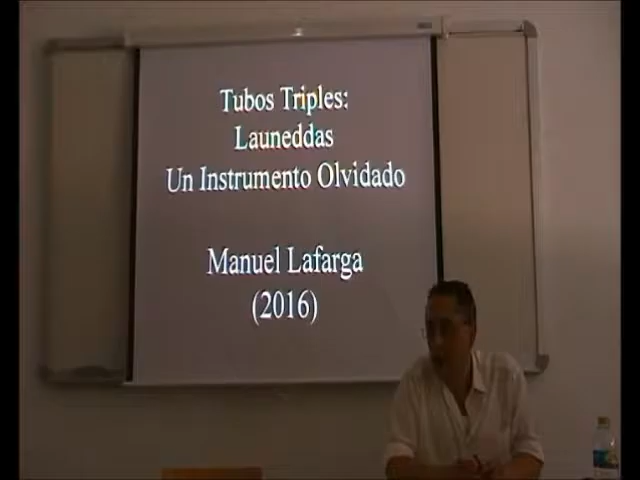 Tubos Triples:
Launeddas
Un Instrumento Olvidado
Manuel Lafarga
(2016)